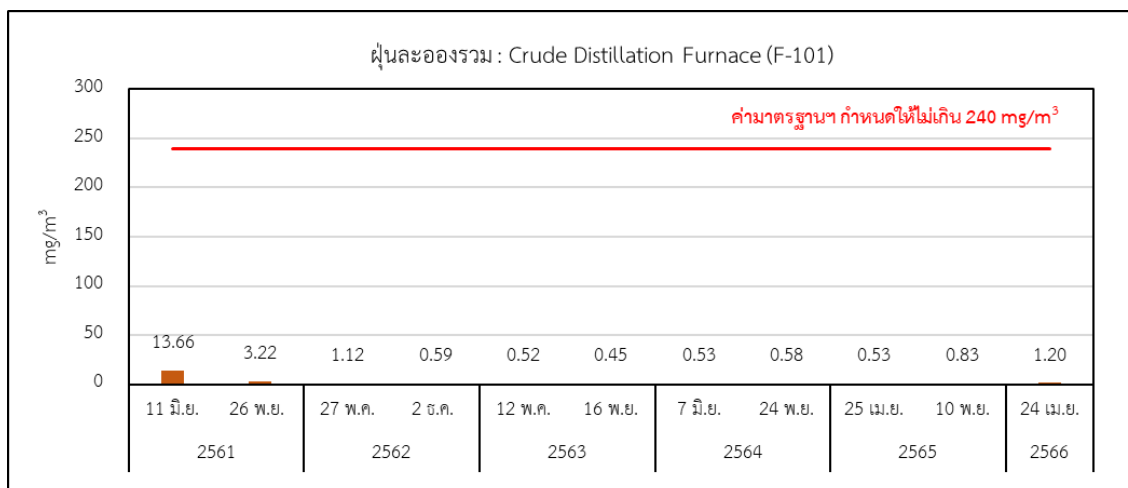 ฝุ่นละอองรวม : Crude Distillation Furnace (F-101)
300
ค่ามาตรฐานฯ กำหนดให้ไม่เกิน 240 mg/m³
250
200
mg/m³
150
100
50
0
13.66 3.22 1.12 0.59 0.52 0.45 0.53 0.58 0.53 0.83 1.20
11 มิ.ย. 26 พ.ย. 27 พ.ค. 2 ธ.ค. 12 พ.ค. 16 พ.ย. 7 มิ.ย. 24 พ.ย. 25 เม.ย. 10 พ.ย. 24 เม.ย.
2561 2562 2563 2564 2565 2566